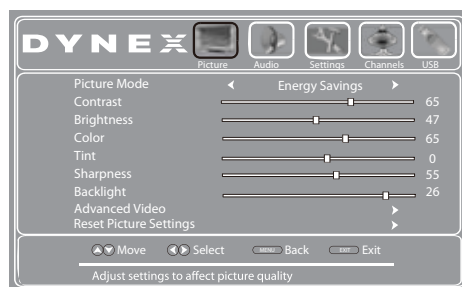 DYNEX
Picture Audio Settings Channels USB
Picture Mode Energy Savings
Contrast 65
Brightness 47
Color 65
Tint 0
Sharpness 55
Backlight 26
Advanced Video
Reset Picture Settings
Move Select MENU Back EXIT Exit
Adjust settings to affect picture quality